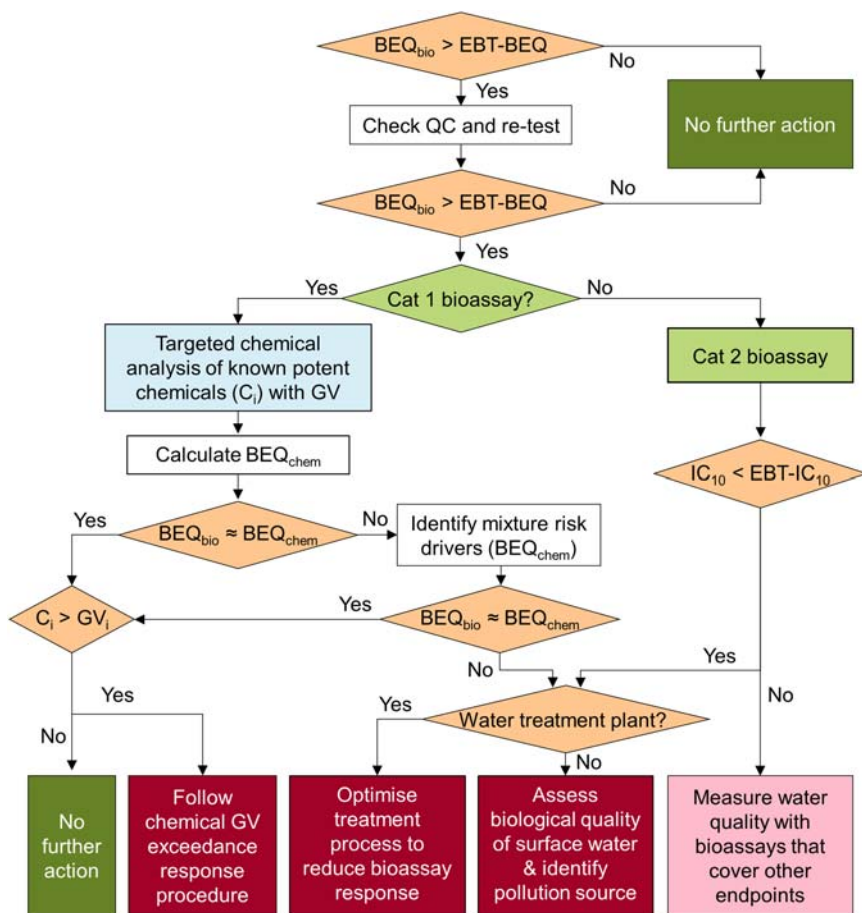 BEQbio > EBT-BEQ
No
Yes
Check QC and re-test
No further action
BEQbio > EBT-BEQ
No
Yes
Yes
Cat 1 bioassay?
No
Targeted chemical
analysis of known potent
chemicals (Ci) with GV
Cat 2 bioassay
Calculate BEQchem
IC10 < EBT-IC10
Yes
BEQbio ≈ BEQchem
No
Identify mixture risk
drivers (BEQchem)
Ci > GVi
Yes
BEQbio ≈ BEQchem
No
Yes
Yes
No
Yes
Water treatment plant?
No
No
No
further
action
Follow
chemical GV
exceedance
response
procedure
Optimise
treatment
process to
reduce bioassay
response
Assess
biological quality
of surface water
& identify
pollution source
Measure water
quality with
bioassays that
cover other
endpoints